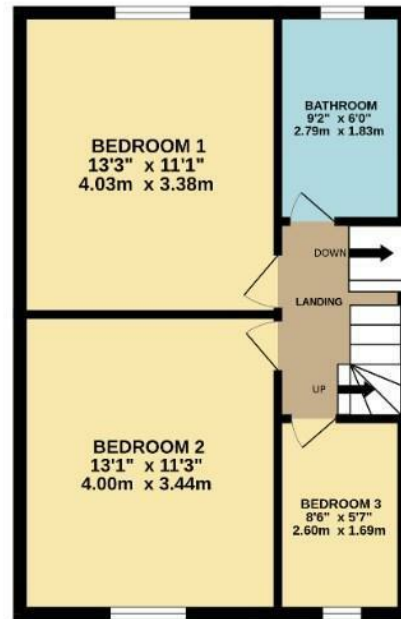 BEDROOM 1
13'3" x 11'1"
4.03m x 3.38m
BATHROOM
9'2" x 6'0"
2.79m x 1.83m
DOWN
LANDING
UP
BEDROOM 2
13'1" x 11'3"
4.00m x 3.44m
BEDROOM 3
8'6" x 5'7"
2.60m x 1.69m